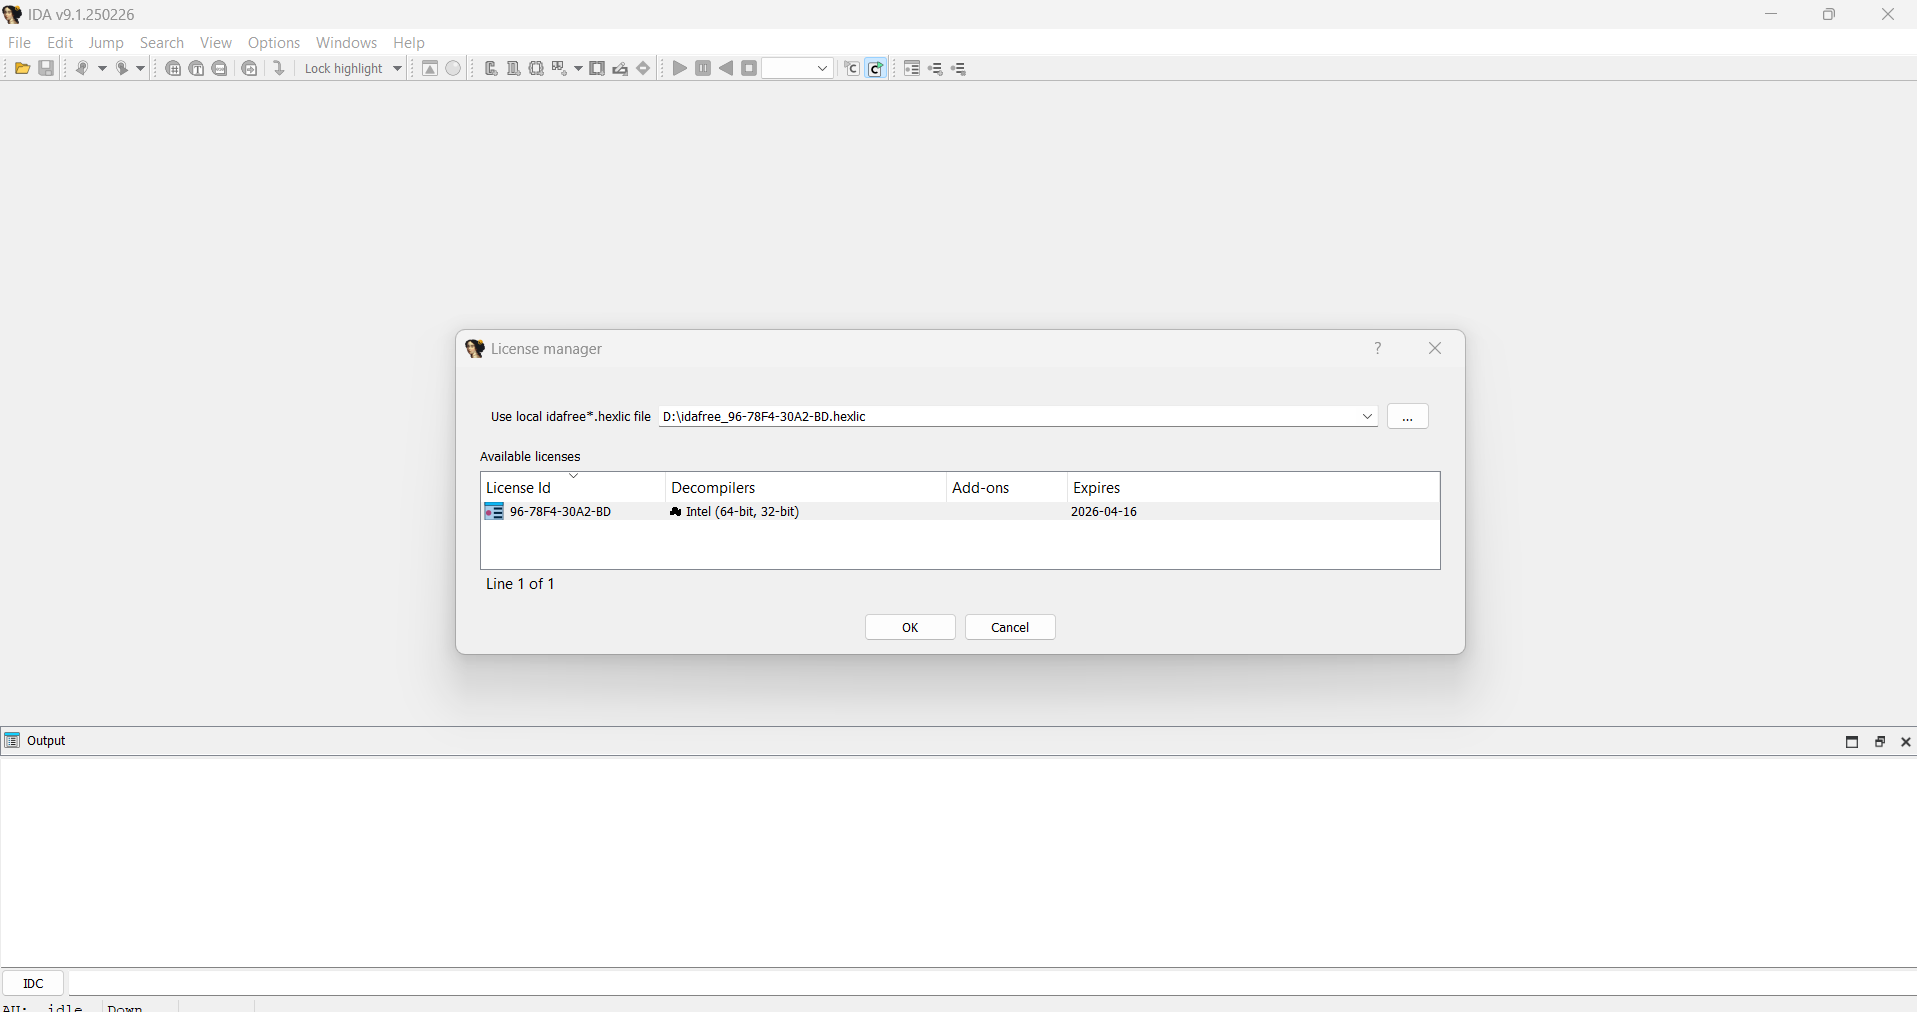 IDA v9.1.250226
File Edit Jump Search View Options Windows Help
Lock highlight
License manager ?
Use local idafree*.hexlic file D:\idafree_96-78F4-30A2-BD.hexlic ...
Available licenses
License Id Decompilers Add-ons Expires
96-78F4-30A2-BD Intel (64-bit, 32-bit) 2026-04-16
Line 1 of 1
OK Cancel
Output
IDC
AU: idle Down